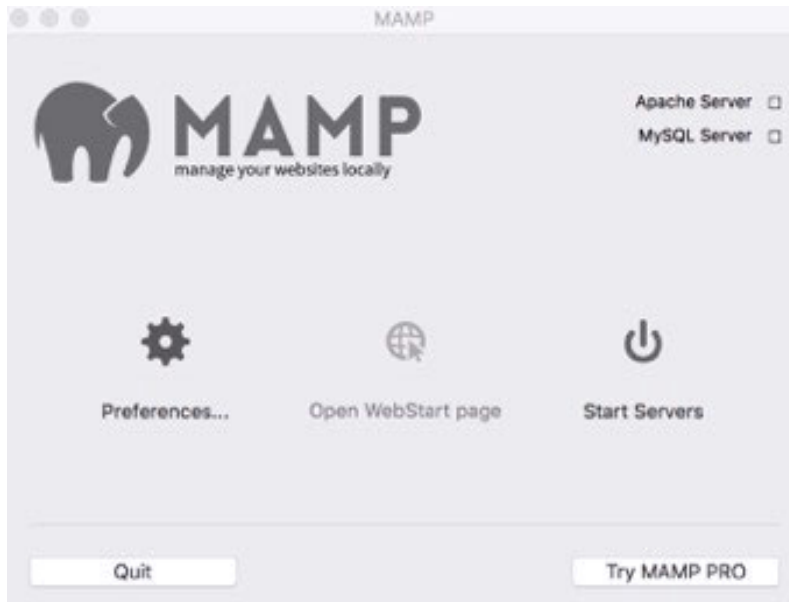 MAMP
MAMP
manage your websites locally
Apache Server
MySQL Server
Preferences...
Open WebStart page
Start Servers
Quit
Try MAMP PRO